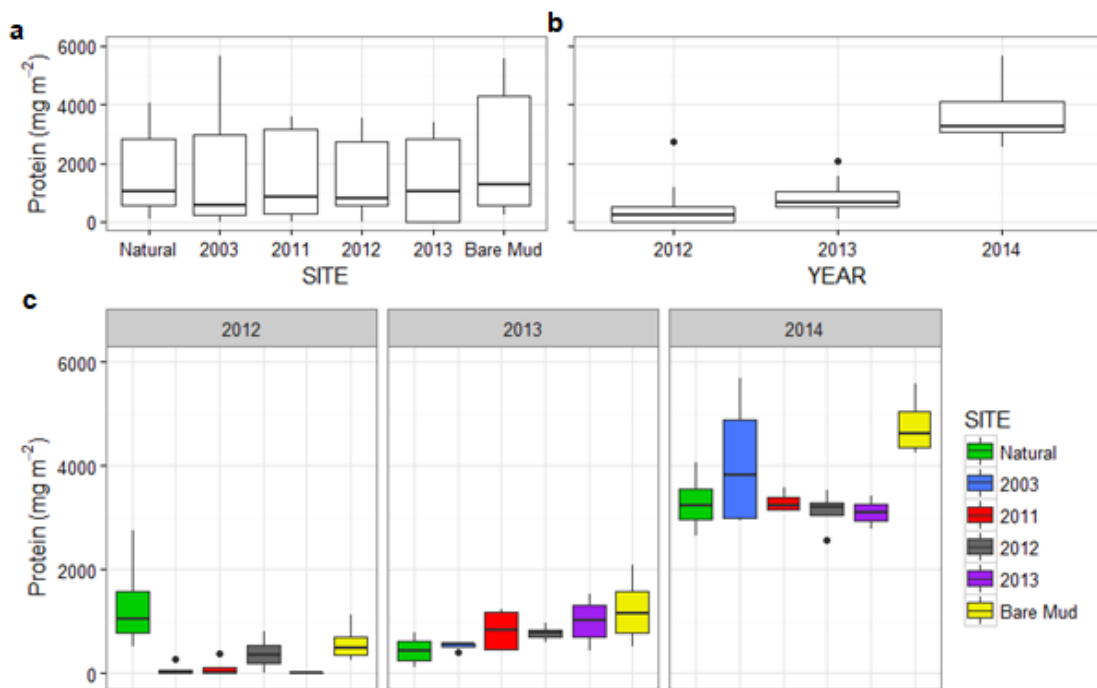 a
Protein (mg m⁻²)
6000
4000
2000
0
Natural 2003 2011 2012 2013 Bare Mud
SITE
b
2012 2013 2014
YEAR
c
2012 2013 2014
Protein (mg m⁻²)
6000
4000
2000
0
SITE
Natural
2003
2011
2012
2013
Bare Mud